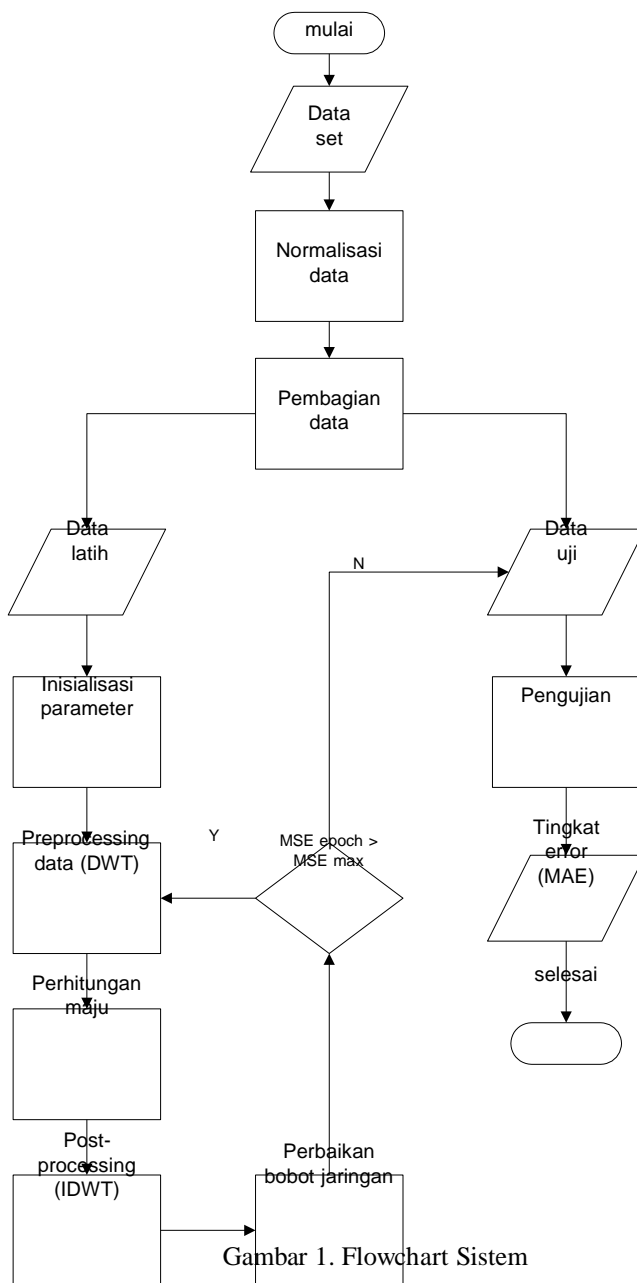 mulai
Data
set
Normalisasi
data
Pembagian
data
Data
latih
Data
uji
N
Inisialisasi
parameter
Pengujian
Y
Preprocessing
data (DWT)
MSE epoch >
MSE max
Tingkat
error
(MAE)
Perhitungan
maju
selesai
Post-
processing
(IDWT)
Perbaikan
bobot jaringan
Gambar 1. Flowchart Sistem